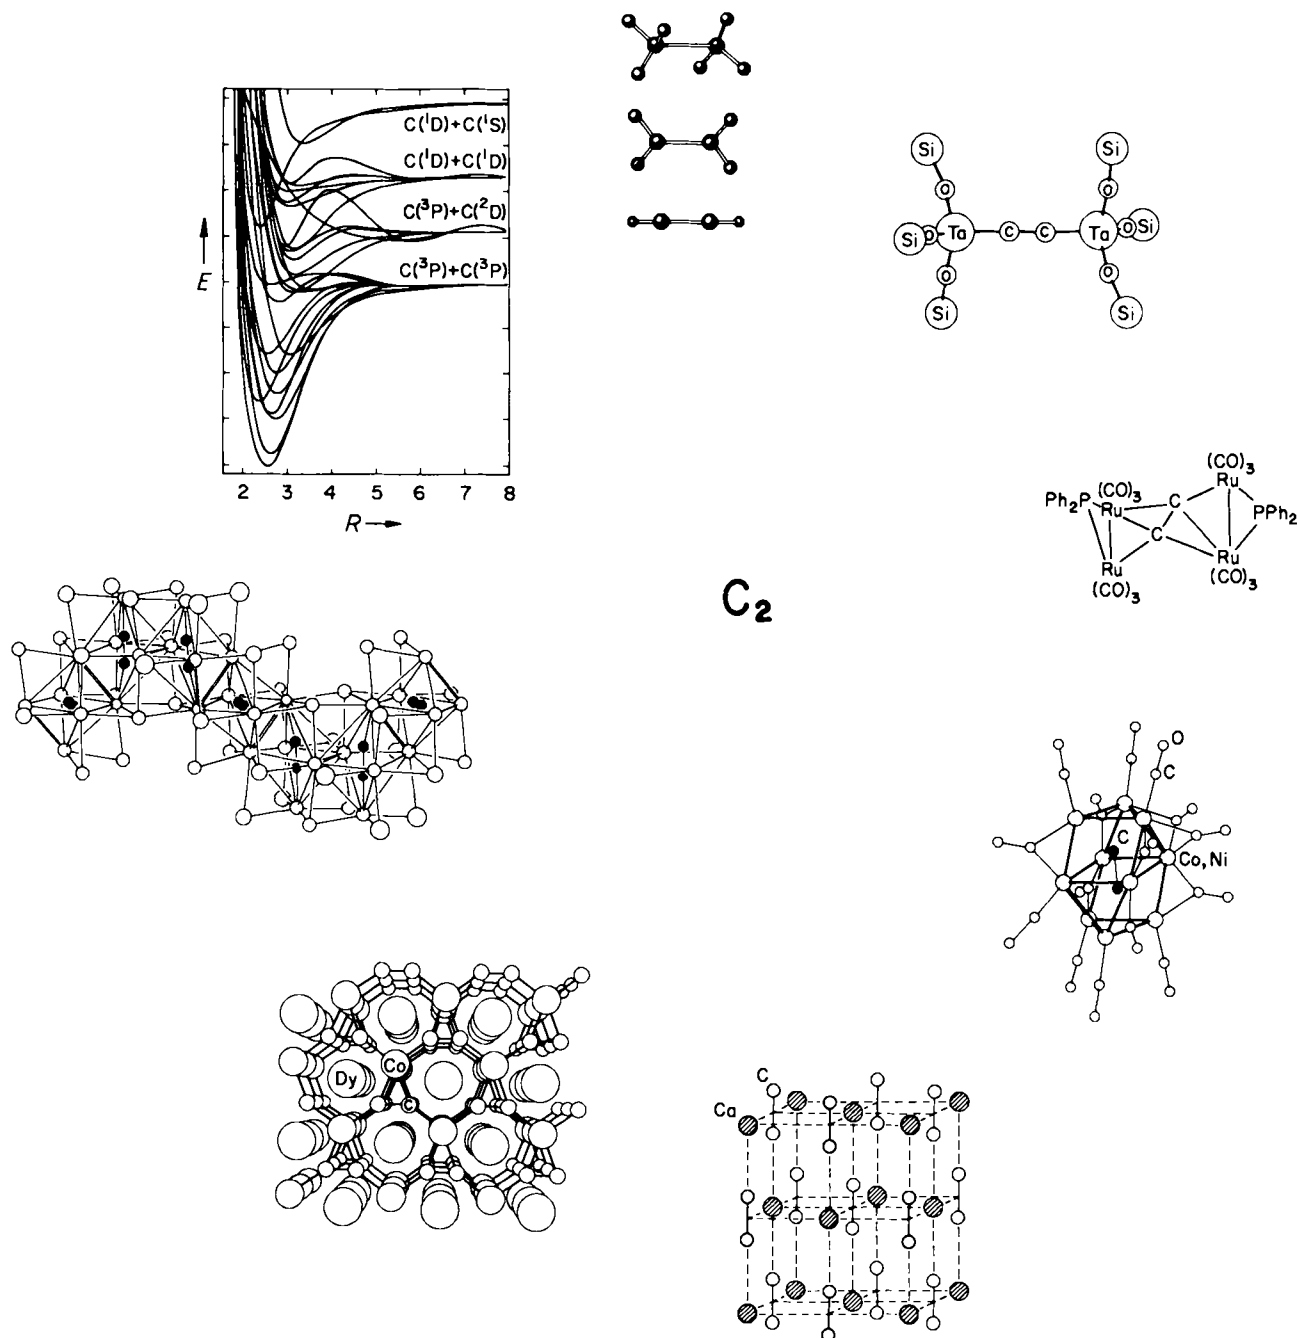 C(¹D)+C(¹S)
C(¹D)+C(¹D)
C(³P)+C(²D)
C(³P)+C(³P)
E
2 3 4 5 6 7 8
R
Si Si
O O
Si O Ta C C Ta O Si
O O
Si Si
(CO)₃
Ru
Ph₂P (CO)₃ C PPh₂
Ru
C
Ru Ru
(CO)₃ (CO)₃
C₂
O
C
C
Co, Ni
Co
Dy
C
C
Ca